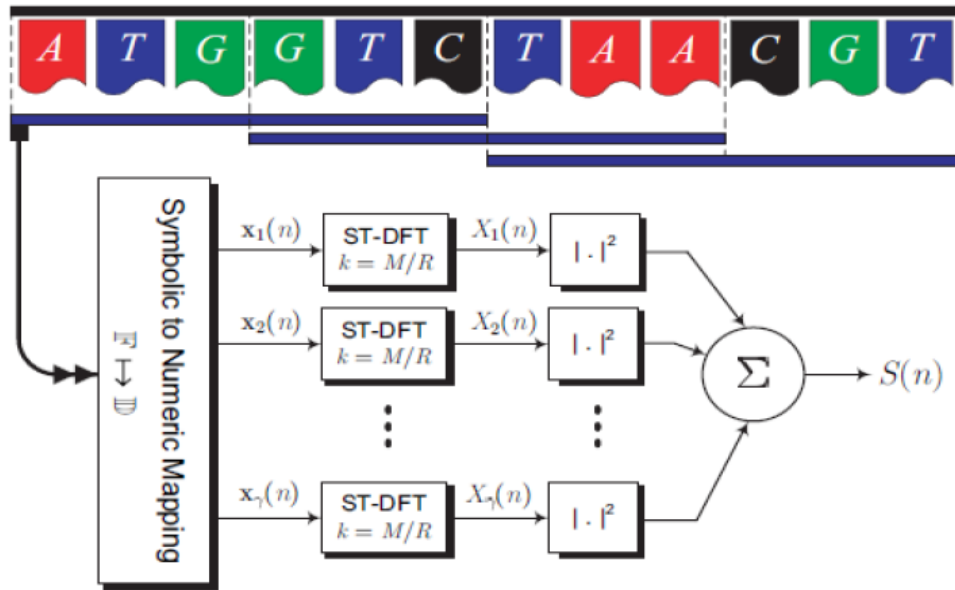 A T G G T C T A A C G T
Symbolic to Numeric Mapping
𝔽 ↦ 𝔻
x₁(n) ST-DFT k = M/R X₁(n) | . |²
x₂(n) ST-DFT k = M/R X₂(n) | . |²
Σ S(n)
xᵧ(n) ST-DFT k = M/R Xᵧ(n) | . |²